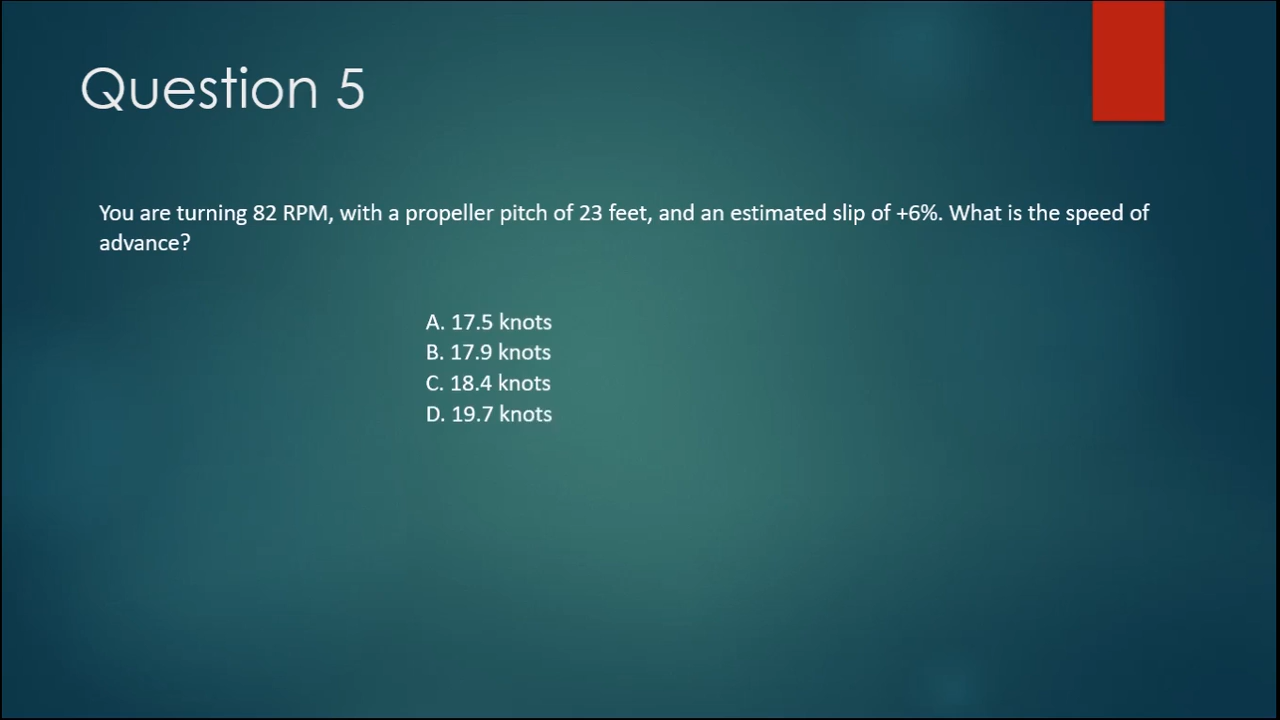 Question 5
You are turning 82 RPM, with a propeller pitch of 23 feet, and an estimated slip of +6%. What is the speed of
advance?
A. 17.5 knots
B. 17.9 knots
C. 18.4 knots
D. 19.7 knots